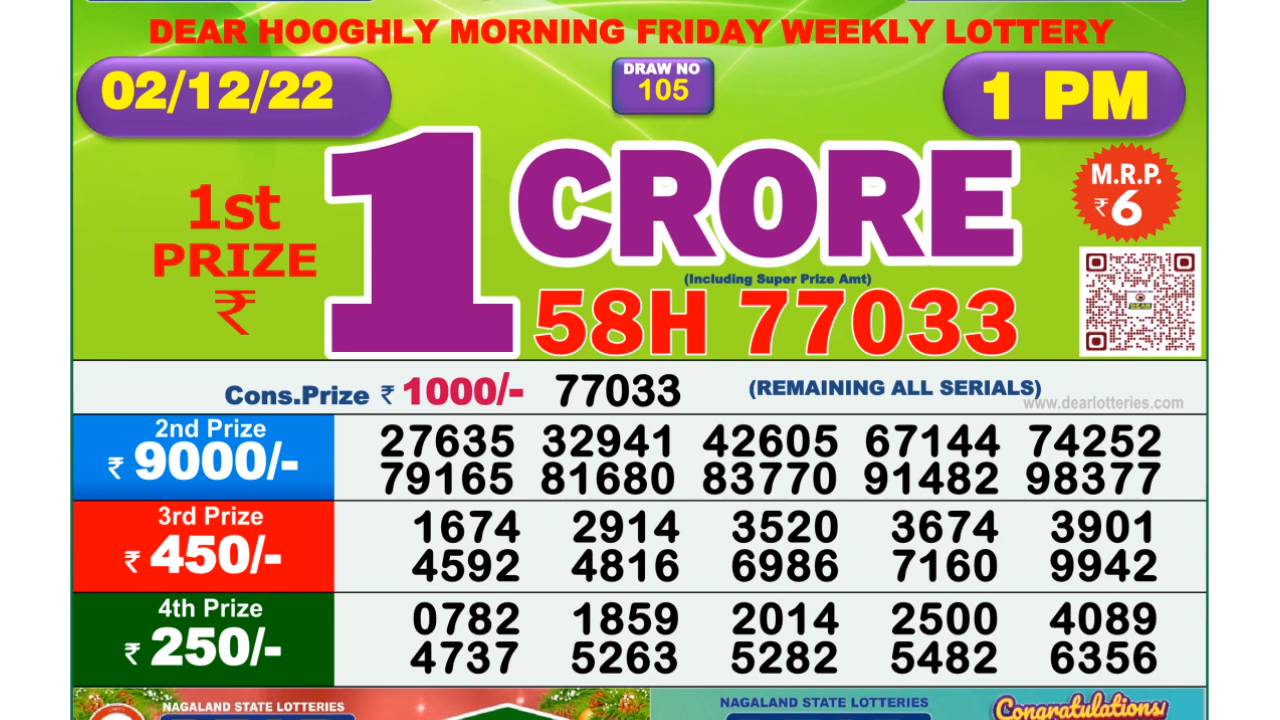 DEAR HOOGHLY MORNING FRIDAY WEEKLY LOTTERY
02/12/22
DRAW NO
105
1 PM
1st
PRIZE
₹
1 CRORE
(Including Super Prize Amt)
58H 77033
M.R.P.
₹ 6
Cons.Prize ₹ 1000/- 77033 (REMAINING ALL SERIALS)
www.dearlotteries.com
2nd Prize
₹ 9000/-
27635 32941 42605 67144 74252
79165 81680 83770 91482 98377
3rd Prize
₹ 450/-
1674 2914 3520 3674 3901
4592 4816 6986 7160 9942
4th Prize
₹ 250/-
0782 1859 2014 2500 4089
4737 5263 5282 5482 6356
NAGALAND STATE LOTTERIES
NAGALAND STATE LOTTERIES
Congratulations